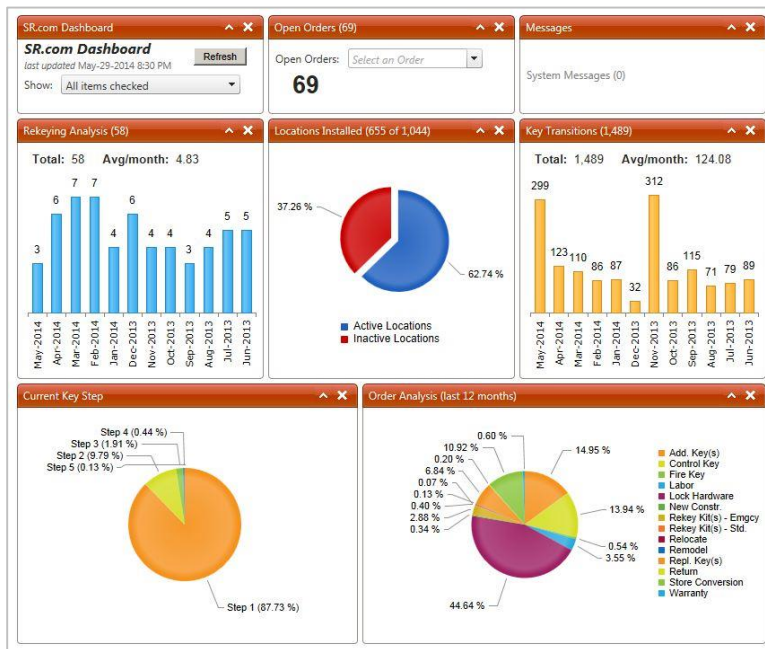 SR.com Dashboard
SR.com Dashboard
last updated May-29-2014 8:30 PM
Refresh
Show: All items checked
Open Orders (69)
Open Orders: Select an Order
69
Messages
System Messages (0)
Rekeying Analysis (58)
Total: 58 Avg/month: 4.83
3 6 7 7 4 6 4 4 3 4 5 5
May-2014 Apr-2014 Mar-2014 Feb-2014 Jan-2014 Dec-2013 Nov-2013 Oct-2013 Sep-2013 Aug-2013 Jul-2013 Jun-2013
Locations Installed (655 of 1,044)
37.26 %
62.74 %
Active Locations
Inactive Locations
Key Transitions (1,489)
Total: 1,489 Avg/month: 124.08
299 123 110 86 87 32 312 86 115 71 79 89
May-2014 Apr-2014 Mar-2014 Feb-2014 Jan-2014 Dec-2013 Nov-2013 Oct-2013 Sep-2013 Aug-2013 Jul-2013 Jun-2013
Current Key Step
Step 4 (0.44 %)
Step 3 (1.91 %)
Step 2 (9.79 %)
Step 5 (0.13 %)
Step 1 (87.73 %)
Order Analysis (last 12 months)
0.60 %
10.92 %
0.20 %
6.84 %
0.07 %
0.13 %
0.40 %
2.88 %
0.34 %
14.95 %
13.94 %
0.54 %
3.55 %
44.64 %
Add. Key(s)
Control Key
Fire Key
Labor
Lock Hardware
New Constr.
Rekey Kit(s) - Emgcy
Rekey Kit(s) - Std.
Relocate
Remodel
Repl. Key(s)
Return
Store Conversion
Warranty